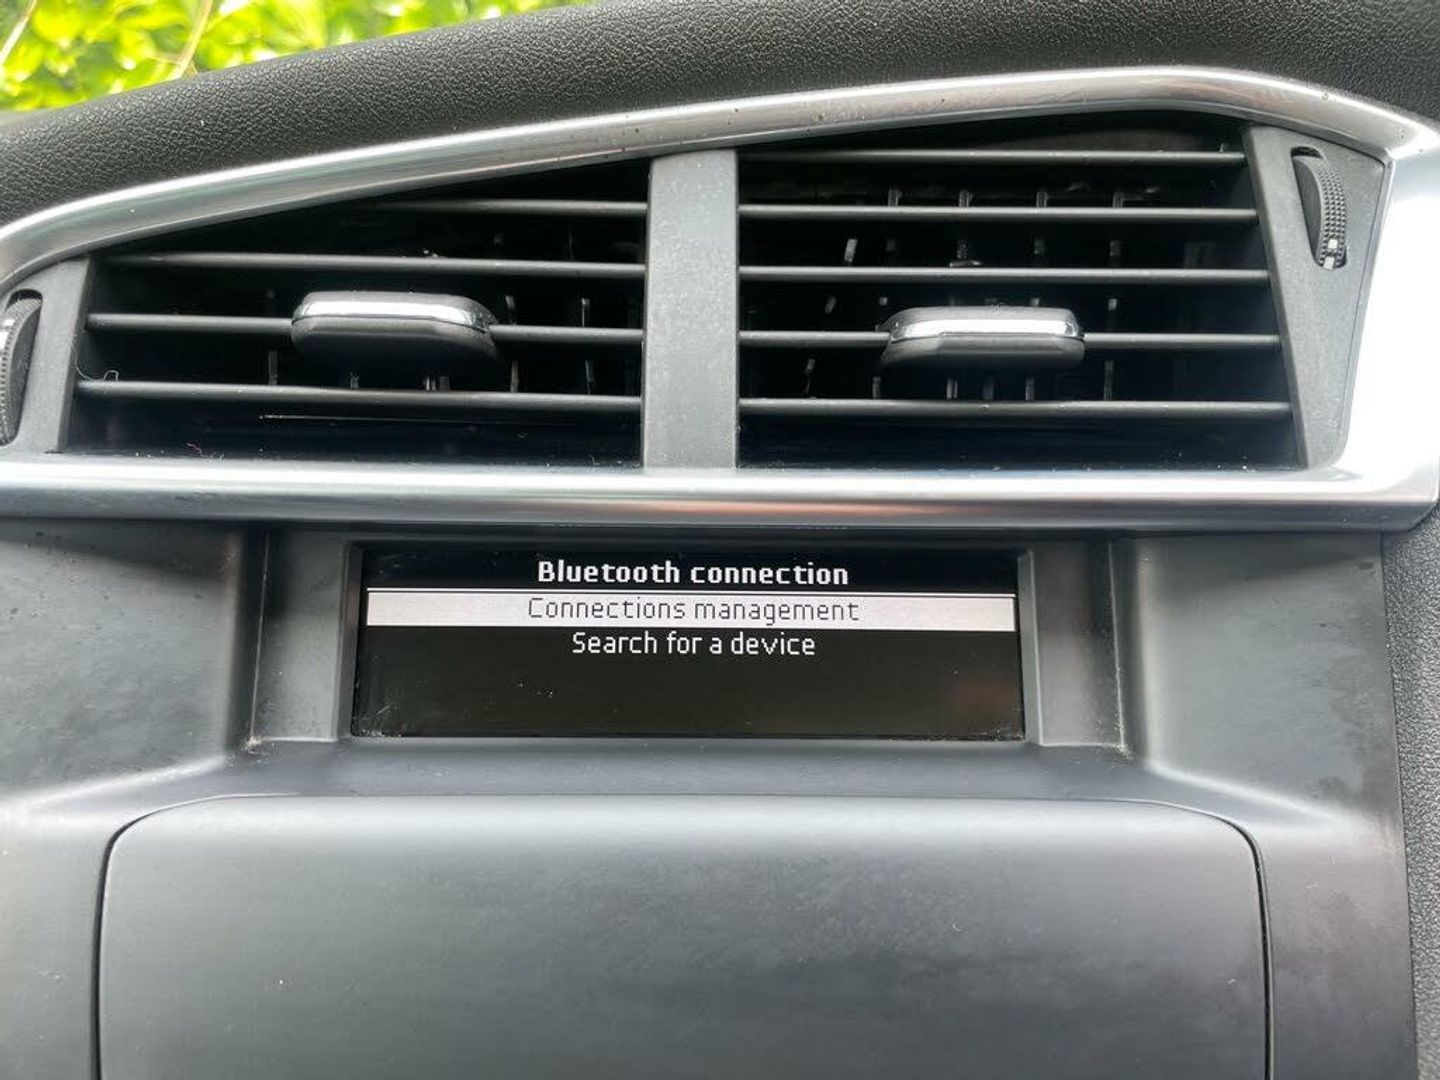 Bluetooth connection
Connections management
Search for a device